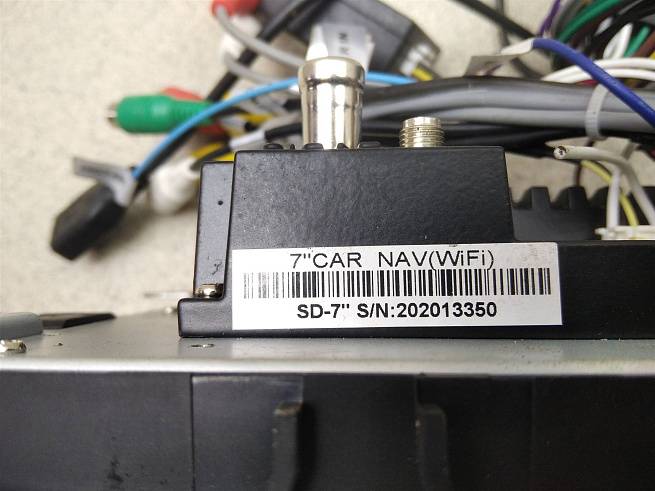 7"CAR NAV(WiFi)
SD-7" S/N:202013350